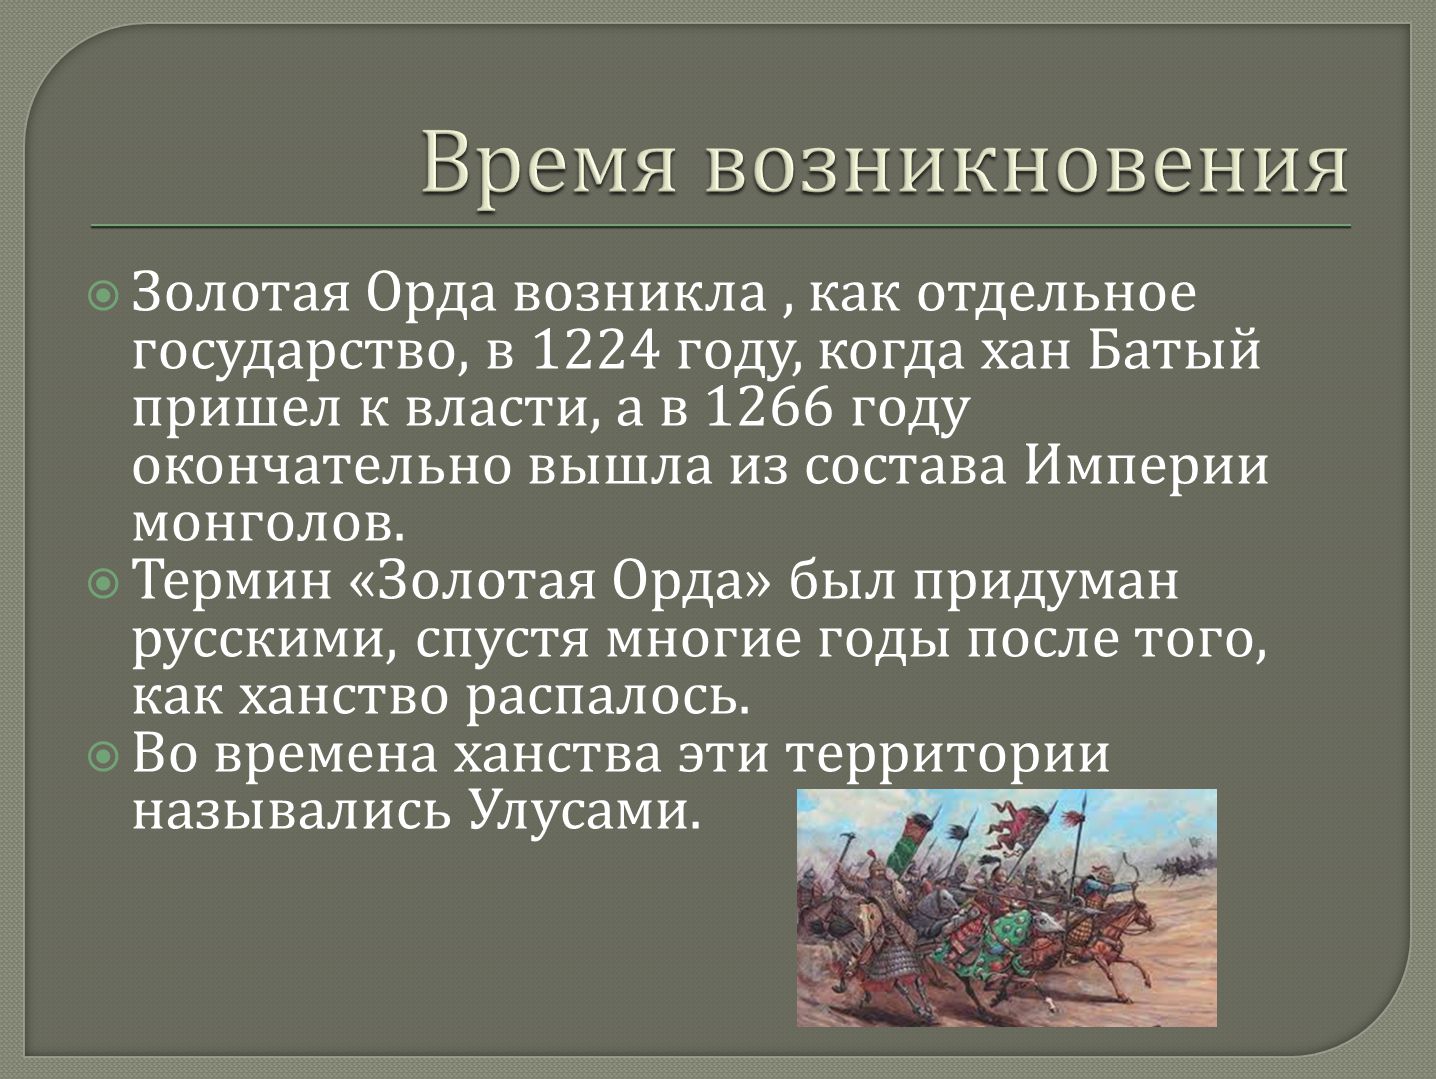 Время возникновения
Золотая Орда возникла , как отдельное
государство, в 1224 году, когда хан Батый
пришел к власти, а в 1266 году
окончательно вышла из состава Империи
монголов.
Термин «Золотая Орда» был придуман
русскими, спустя многие годы после того,
как ханство распалось.
Во времена ханства эти территории
назывались Улусами.